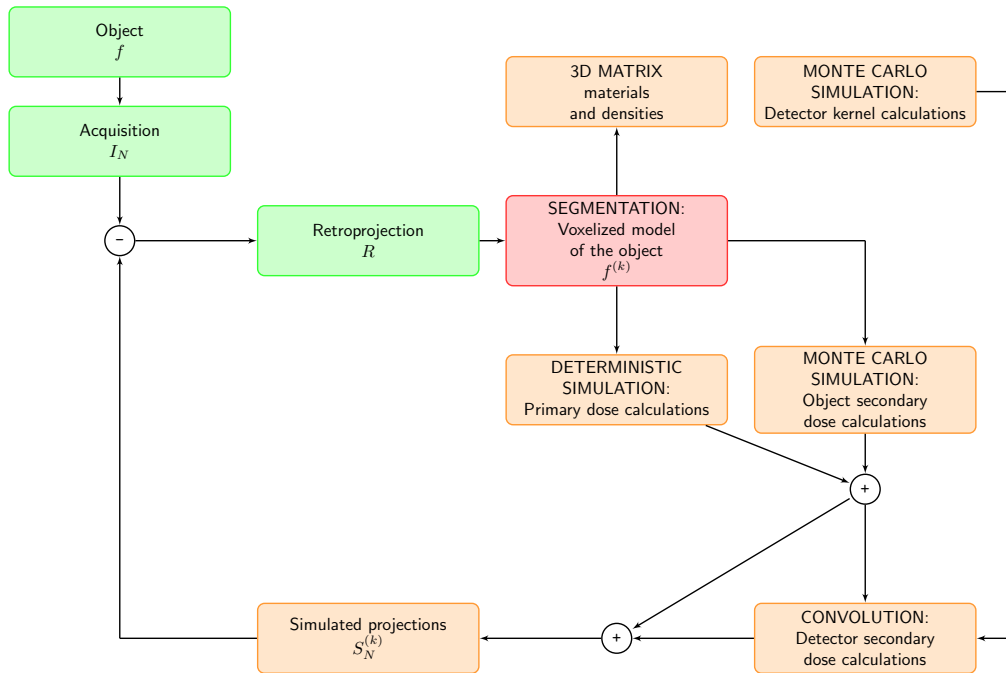 Object
f
Acquisition
I_N
−
Retroprojection
R
3D MATRIX
materials
and densities
MONTE CARLO
SIMULATION:
Detector kernel calculations
SEGMENTATION:
Voxelized model
of the object
f^{(k)}
DETERMINISTIC
SIMULATION:
Primary dose calculations
MONTE CARLO
SIMULATION:
Object secondary
dose calculations
+
Simulated projections
S_N^{(k)}
+
CONVOLUTION:
Detector secondary
dose calculations